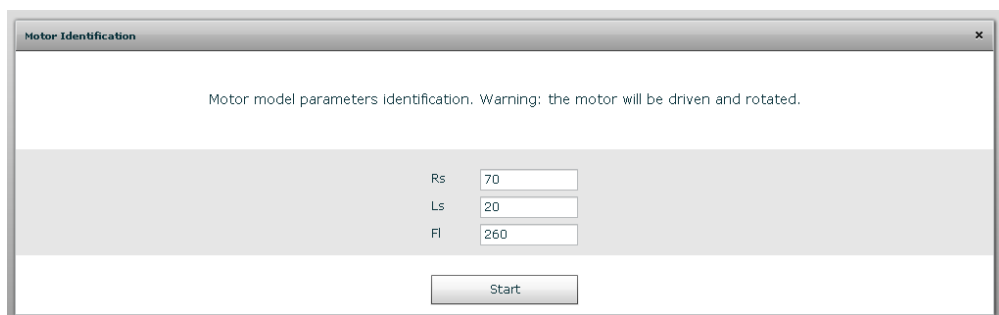 Motor Identification x
Motor model parameters identification. Warning: the motor will be driven and rotated.
Rs 70
Ls 20
Fl 260
Start